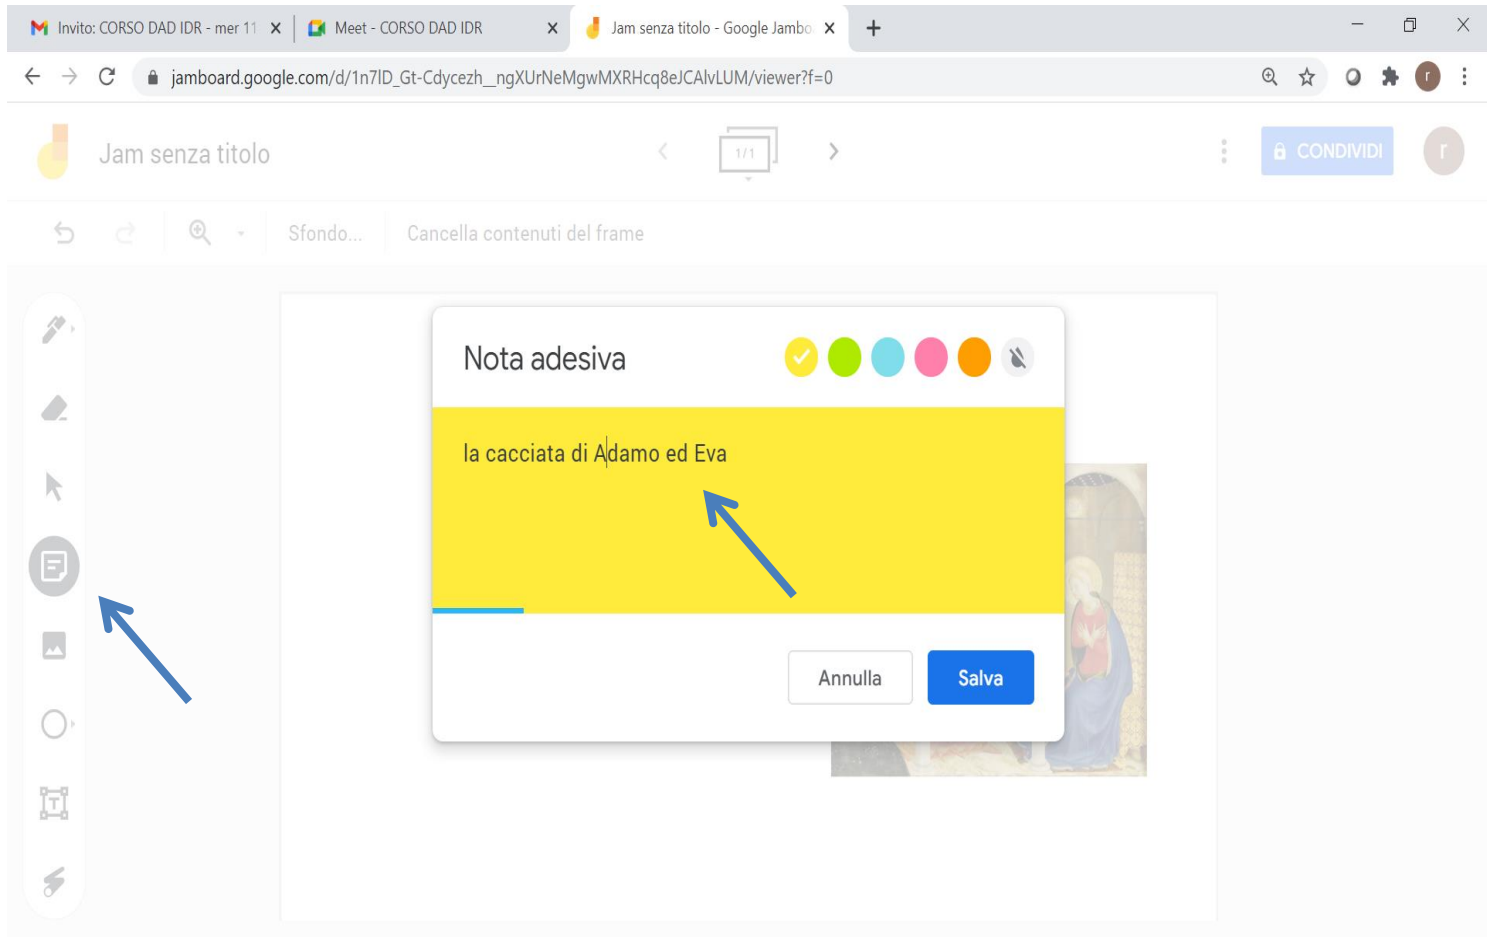 Invito: CORSO DAD IDR - mer 11
Meet - CORSO DAD IDR
Jam senza titolo - Google Jambo
jamboard.google.com/d/1n7lD_Gt-Cdycezh__ngXUrNeMgwMXRHcq8eJCAlvLUM/viewer?f=0
r
Jam senza titolo
1/1
CONDIVIDI
r
Sfondo...
Cancella contenuti del frame
Nota adesiva
la cacciata di Adamo ed Eva
Annulla
Salva
T